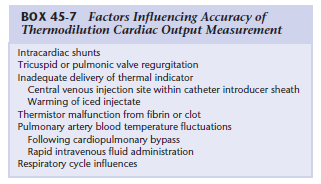 BOX 45-7 Factors Influencing Accuracy of
Thermodilution Cardiac Output Measurement
Intracardiac shunts
Tricuspid or pulmonic valve regurgitation
Inadequate delivery of thermal indicator
Central venous injection site within catheter introducer sheath
Warming of iced injectate
Thermistor malfunction from fibrin or clot
Pulmonary artery blood temperature fluctuations
Following cardiopulmonary bypass
Rapid intravenous fluid administration
Respiratory cycle influences